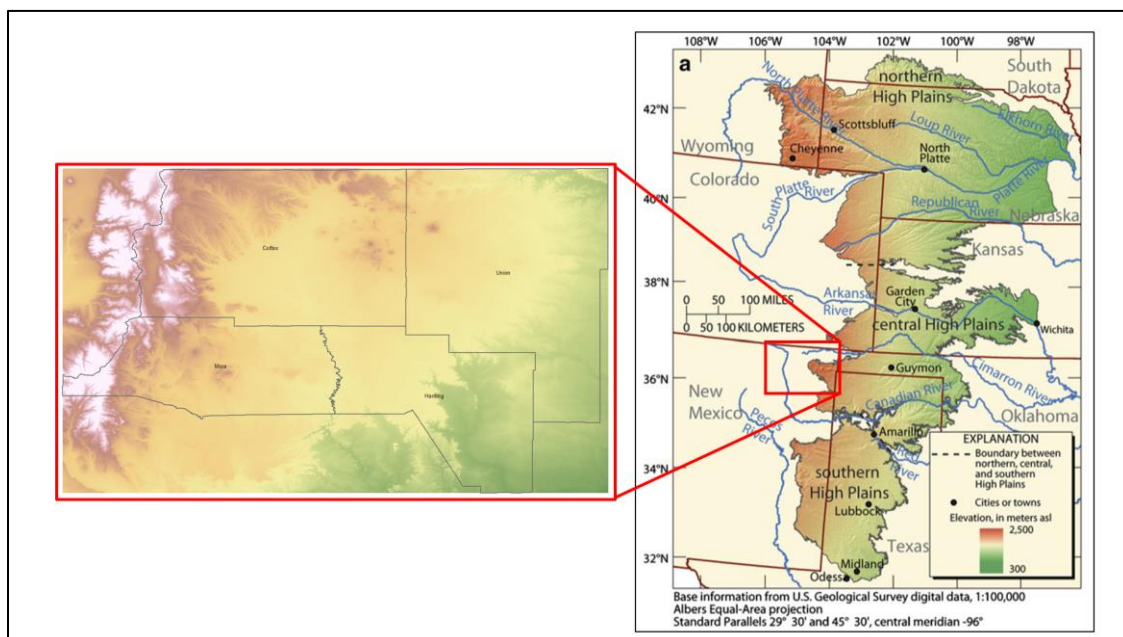 108°W 106°W 104°W 102°W 100°W 98°W
a
northern
High Plains
South
Dakota
42°N
North Platte River
Scottsbluff
Loup River
Elkhorn River
Wyoming
Cheyenne
North
Platte
Colorado
South Platte
River
Platte River
40°N
Republican
River
Nebraska
Kansas
38°N
Garden
City
Arkansas
River
0 50 100 MILES
0 50 100 KILOMETERS
central High Plains
Wichita
36°N
Guymon
Cimarron
River
New
Mexico
Canadian River
Oklahoma
Pecos
River
Amarillo
Red
River
34°N
southern
High Plains
Lubbock
Texas
32°N
Midland
Odessa
EXPLANATION
Boundary between
northern, central,
and southern
High Plains
Cities or towns
Elevation, in meters asl
2,500
300
Base information from U.S. Geological Survey digital data, 1:100,000
Albers Equal-Area projection
Standard Parallels 29° 30' and 45° 30', central meridian -96°
Colfax
Union
Mora
Harding